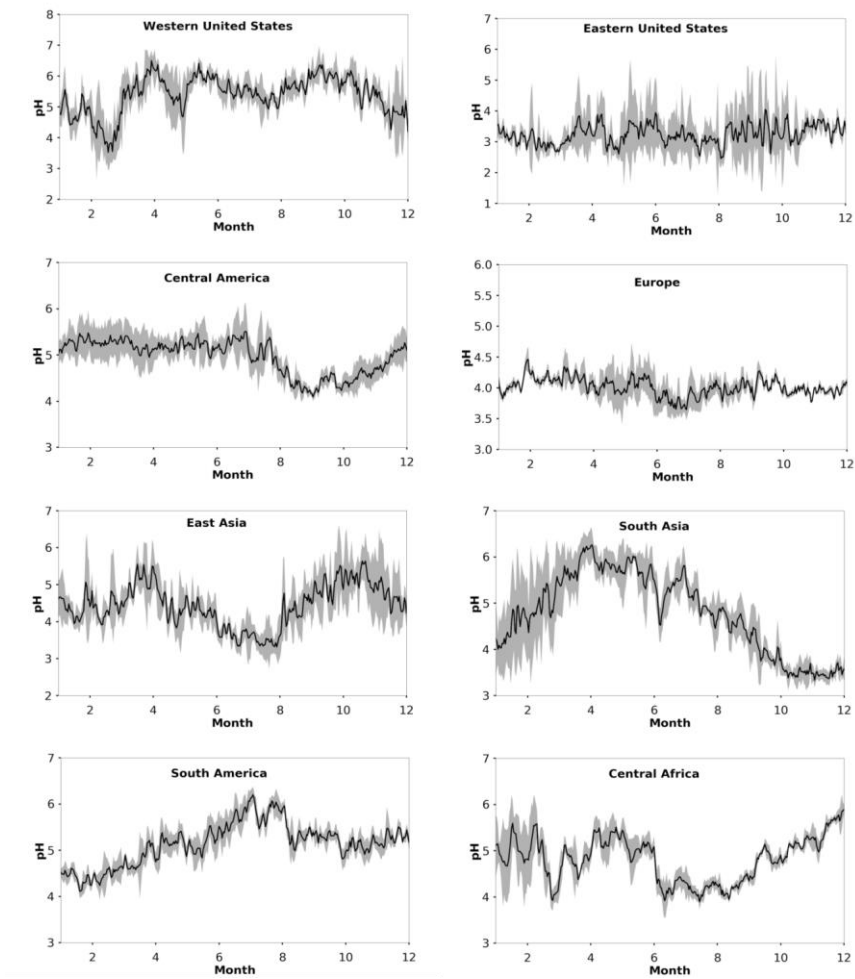 Western United States
8
7
6
5
4
3
2
pH
2 4 6 8 10 12
Month
Eastern United States
7
6
5
4
3
2
1
pH
2 4 6 8 10 12
Month
Central America
7
6
5
4
3
pH
2 4 6 8 10 12
Month
Europe
6.0
5.5
5.0
4.5
4.0
3.5
3.0
pH
2 4 6 8 10 12
Month
East Asia
7
6
5
4
3
2
pH
2 4 6 8 10 12
Month
South Asia
7
6
5
4
3
pH
2 4 6 8 10 12
Month
South America
7
6
5
4
3
pH
2 4 6 8 10 12
Month
Central Africa
7
6
5
4
3
pH
2 4 6 8 10 12
Month